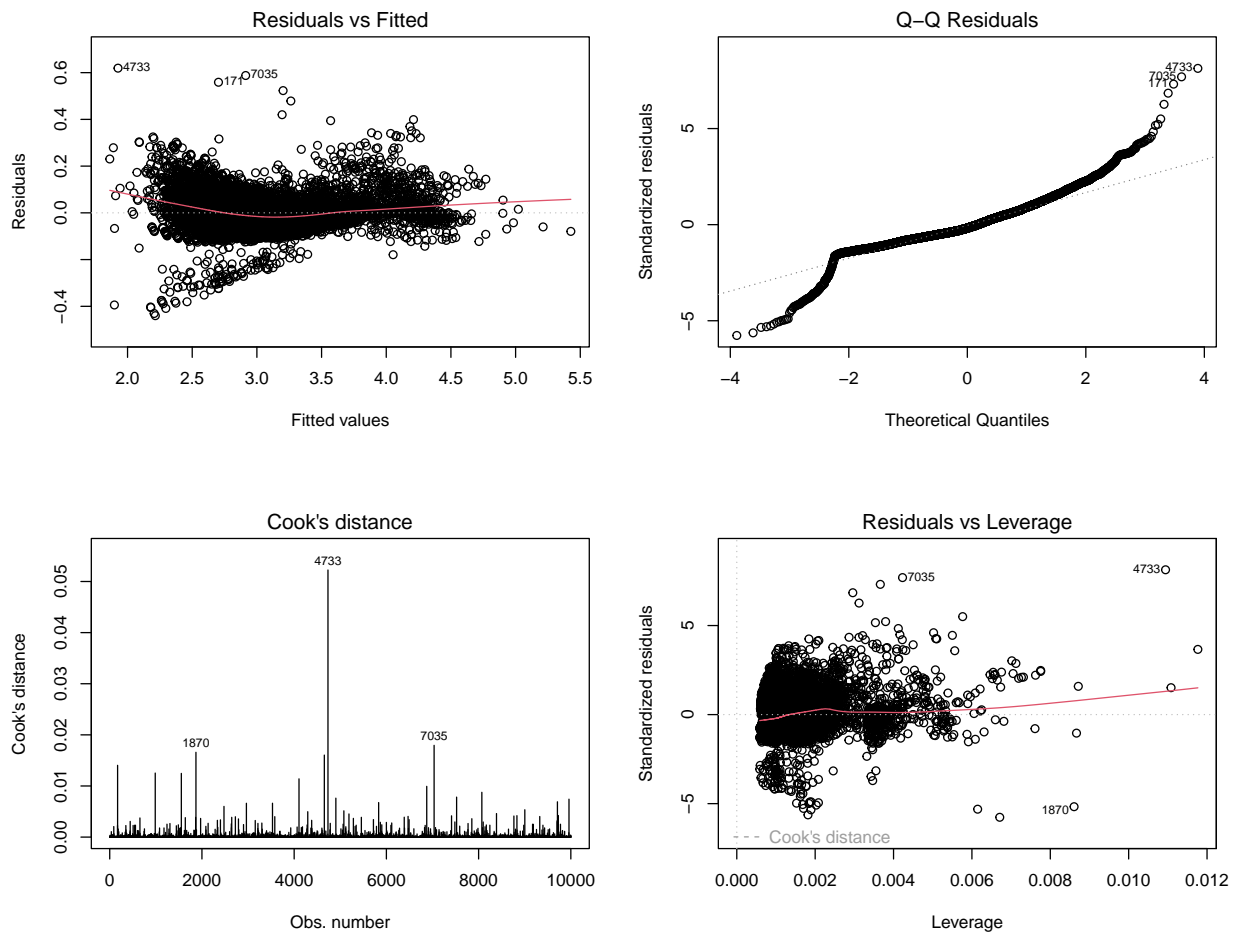 Residuals vs Fitted
Residuals
−0.4 0.0 0.2 0.4 0.6
4733
171
7035
2.0 2.5 3.0 3.5 4.0 4.5 5.0 5.5
Fitted values
Q−Q Residuals
Standardized residuals
−5 0 5
4733
7035
171
−4 −2 0 2 4
Theoretical Quantiles
Cook's distance
Cook's distance
0.00 0.01 0.02 0.03 0.04 0.05
4733
1870
7035
0 2000 4000 6000 8000 10000
Obs. number
Residuals vs Leverage
Standardized residuals
−5 0 5
4733
7035
1870
Cook's distance
0.000 0.002 0.004 0.006 0.008 0.010 0.012
Leverage